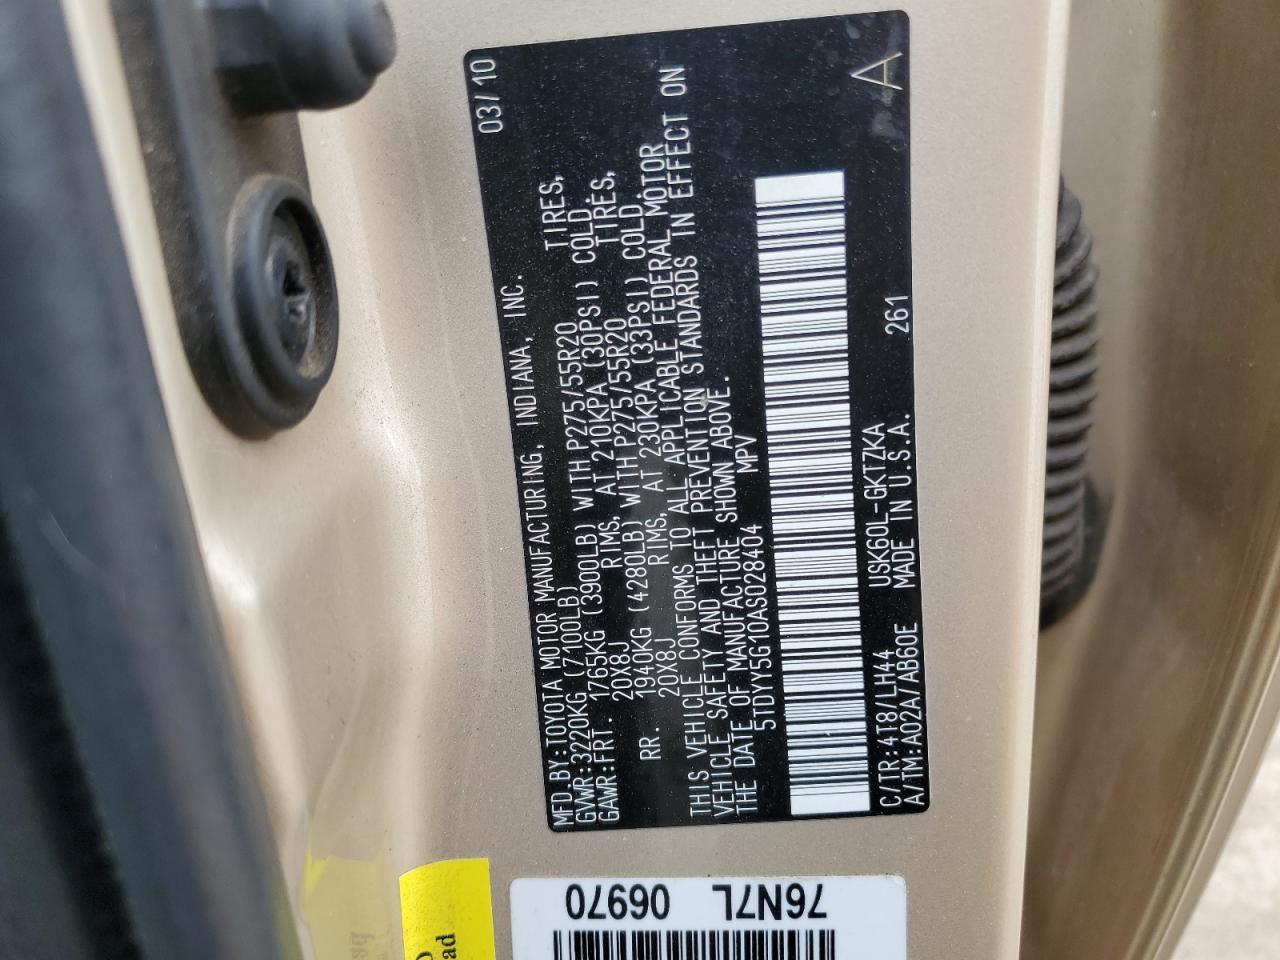 MFD.BY:TOYOTA MOTOR MANUFACTURING, INDIANA, INC. 03/10
GVWR:3220KG (7100LB)
GAWR:FRT. 1765KG (3900LB) WITH P275/55R20 TIRES,
20X8J RIMS, AT 210KPA (30PSI) COLD.
RR. 1940KG (4280LB) WITH P275/55R20 TIRES,
20X8J RIMS, AT 230KPA (33PSI) COLD.
THIS VEHICLE CONFORMS TO ALL APPLICABLE FEDERAL MOTOR
VEHICLE SAFETY AND THEFT PREVENTION STANDARDS IN EFFECT ON
THE DATE OF MANUFACTURE SHOWN ABOVE.
5TDYY5G10AS028404 MPV
C/TR:4T8/LH44 USK60L-GKTZKA 261
A/TM:A02A/AB60E MADE IN U.S.A.
A
76N7L
06970
ad